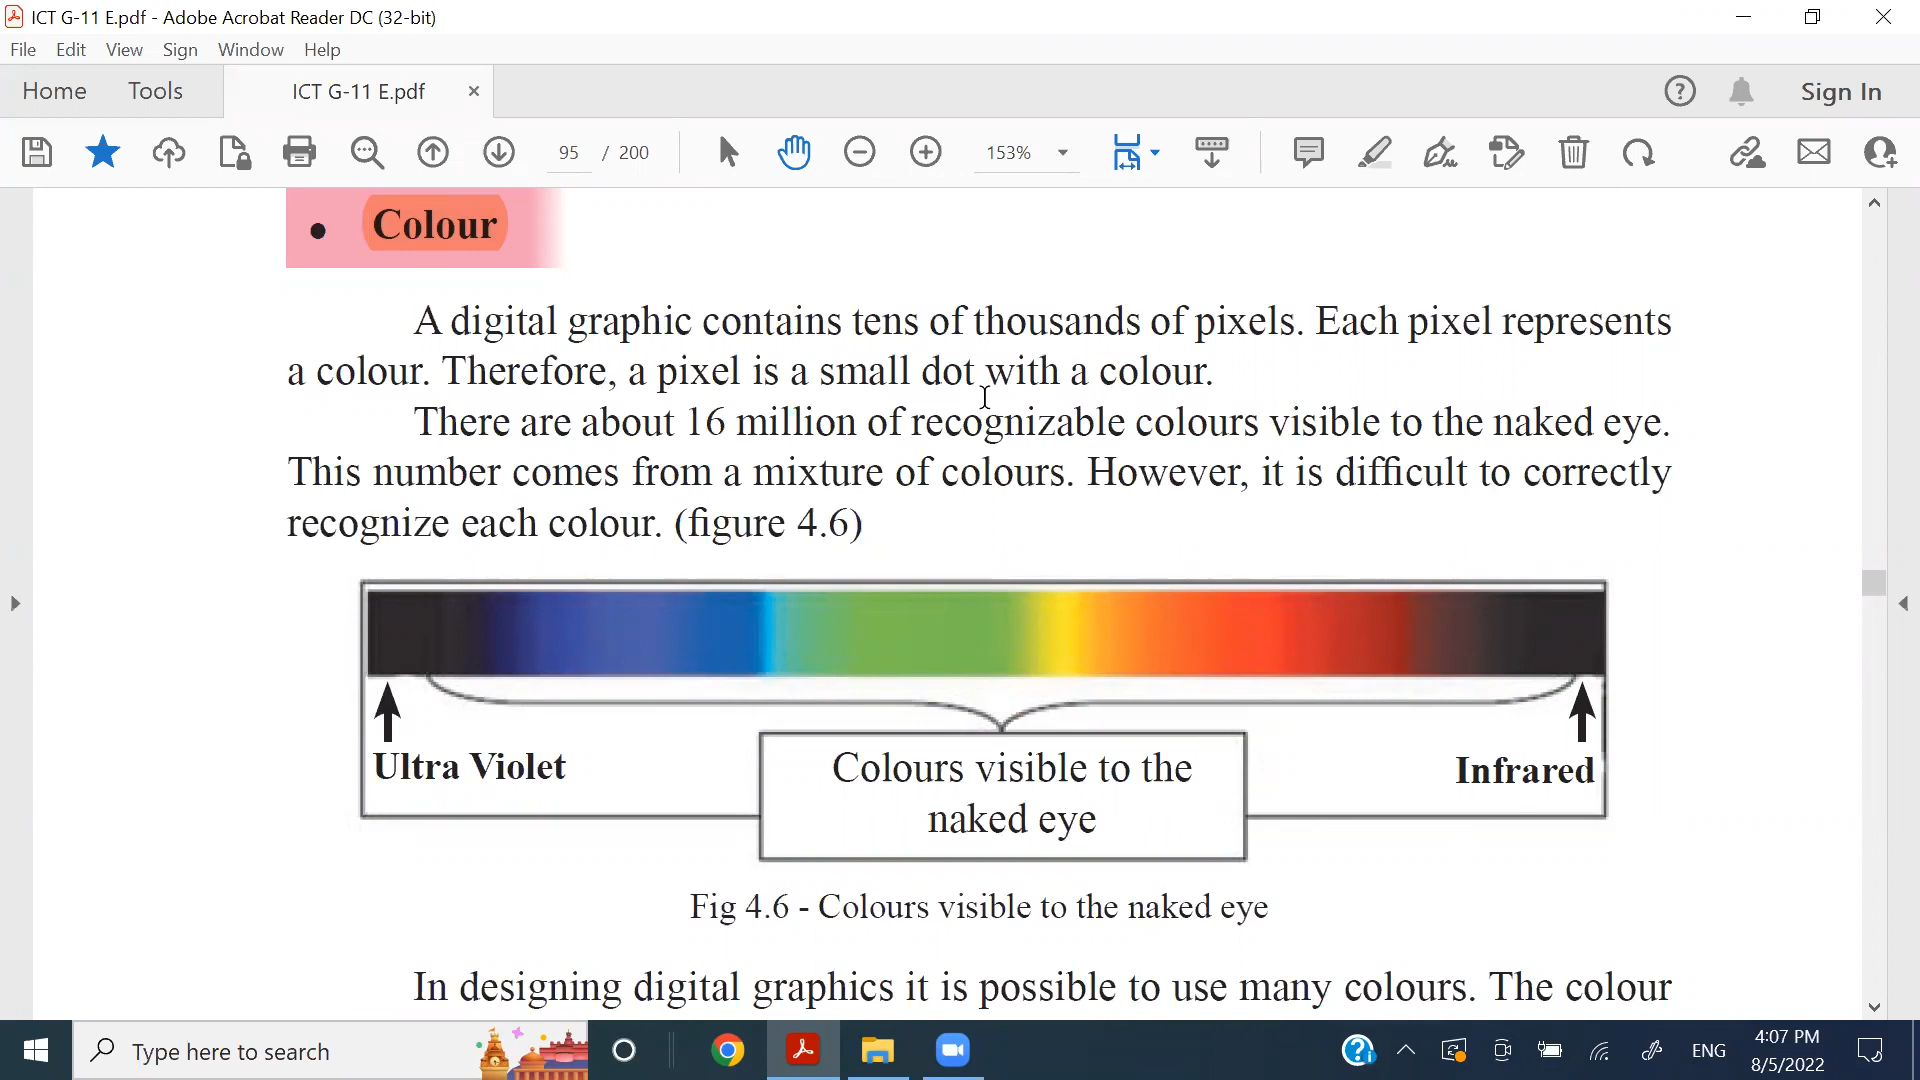 ICT G-11 E.pdf - Adobe Acrobat Reader DC (32-bit)
File Edit View Sign Window Help
Home Tools ICT G-11 E.pdf × Sign In
95 / 200 153%
• Colour
A digital graphic contains tens of thousands of pixels. Each pixel represents
a colour. Therefore, a pixel is a small dot with a colour.
There are about 16 million of recognizable colours visible to the naked eye.
This number comes from a mixture of colours. However, it is difficult to correctly
recognize each colour. (figure 4.6)
Ultra Violet
Colours visible to the
naked eye
Infrared
Fig 4.6 - Colours visible to the naked eye
In designing digital graphics it is possible to use many colours. The colour
Type here to search
ENG
4:07 PM
8/5/2022